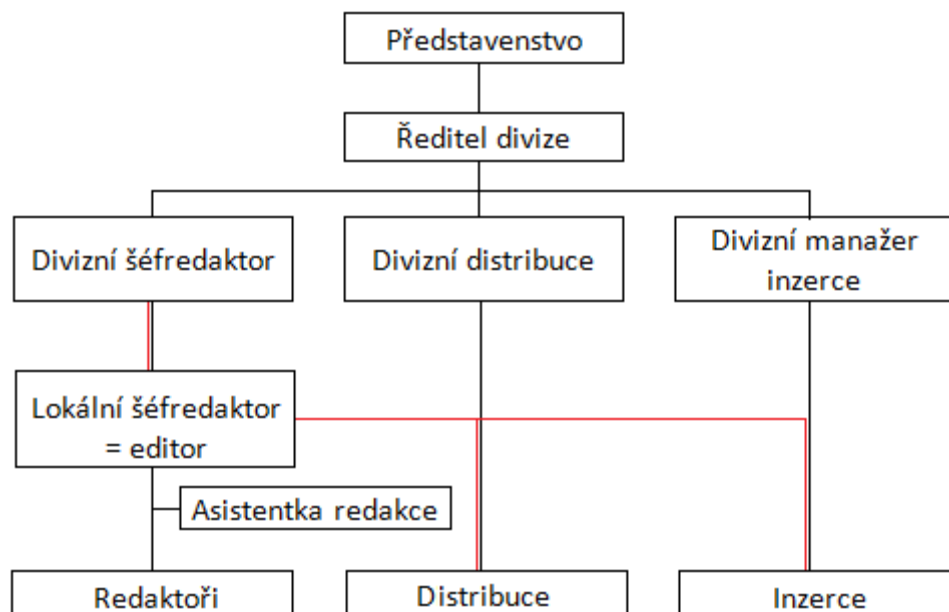 Představenstvo
Ředitel divize
Divizní šéfredaktor
Divizní distribuce
Divizní manažer
inzerce
Lokální šéfredaktor
= editor
Asistentka redakce
Redaktoři
Distribuce
Inzerce